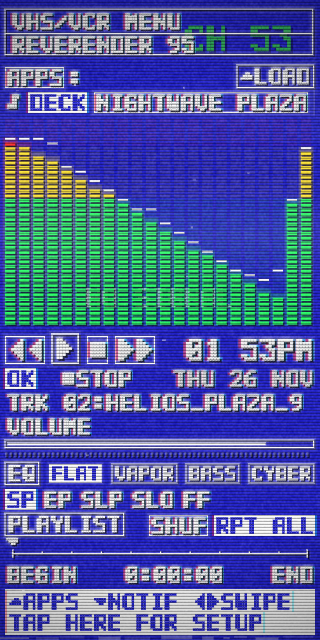 VHS/VCR MENU
REVERENDER 95 CH 53
APPS: LOAD
DECK NIGHTWAVE PLAZA
01 53PM
OK STOP THU 26 NOV
TRK 02:HELIOS_PLAZA_9
VOLUME
EQ FLAT VAPOR BASS CYBER
SP EP SLP SLO FF
PLAYLIST SHUF RPT ALL
BEGIN 0:00:00 END
APPS NOTIF SWIPE
TAP HERE FOR SETUP